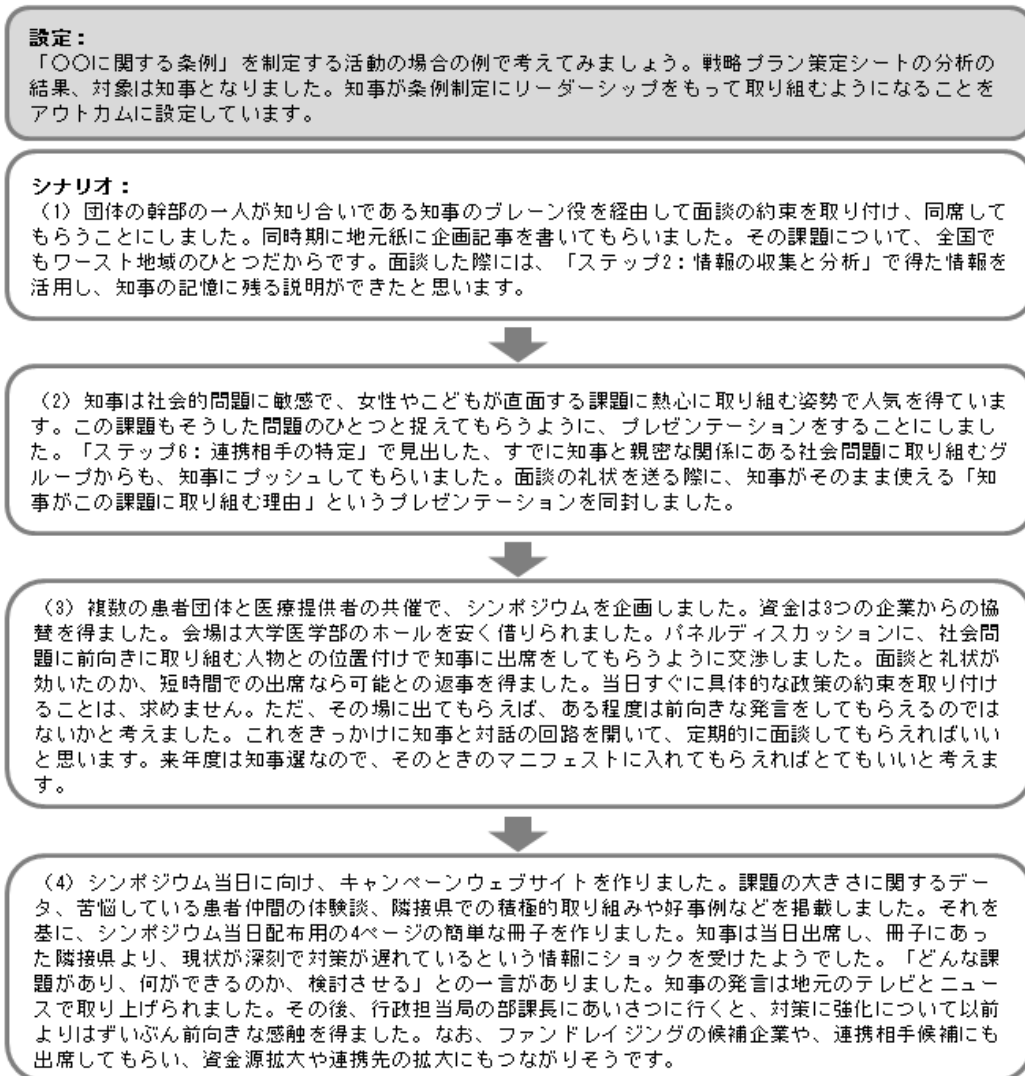 設定：
「〇〇に関する条例」を制定する活動の場合の例で考えてみましょう。戦略プラン策定シートの分析の
結果、対象は知事となりました。知事が条例制定にリーダーシップをもって取り組むようになることを
アウトカムに設定しています。
シナリオ：
（1）団体の幹部の一人が知り合いである知事のブレーン役を経由して面談の約束を取り付け、同席して
もらうことにしました。同時期に地元紙に企画記事を書いてもらいました。その課題について、全国で
もワースト地域のひとつだからです。面談した際には、「ステップ2：情報の収集と分析」で得た情報を
活用し、知事の記憶に残る説明ができたと思います。
（2）知事は社会的問題に敏感で、女性やこどもが直面する課題に熱心に取り組む姿勢で人気を得ていま
す。この課題もそうした問題のひとつと捉えてもらうように、プレゼンテーションをすることにしまし
た。「ステップ6：連携相手の特定」で見出した、すでに知事と親密な関係にある社会問題に取り組むグ
ループからも、知事にプッシュしてもらいました。面談の礼状を送る際に、知事がそのまま使える「知
事がこの課題に取り組む理由」というプレゼンテーションを同封しました。
（3）複数の患者団体と医療提供者の共催で、シンポジウムを企画しました。資金は3つの企業からの協
賛を得ました。会場は大学医学部のホールを安く借りられました。パネルディスカッションに、社会問
題に前向きに取り組む人物との位置付けで知事に出席をしてもらうように交渉しました。面談と礼状が
効いたのか、短時間での出席なら可能との返事を得ました。当日すぐに具体的な政策の約束を取り付け
ることは、求めません。ただ、その場に出てもらえば、ある程度は前向きな発言をしてもらえるのでは
ないかと考えました。これをきっかけに知事と対話の回路を開いて、定期的に面談してもらえればいい
と思います。来年度は知事選なので、そのときのマニフェストに入れてもらえればとてもいいと考えま
す。
（4）シンポジウム当日に向け、キャンペーンウェブサイトを作りました。課題の大きさに関するデー
タ、苦悩している患者仲間の体験談、隣接県での積極的取り組みや好事例などを掲載しました。それを
基に、シンポジウム当日配布用の4ページの簡単な冊子を作りました。知事は当日出席し、冊子にあっ
た隣接県より、現状が深刻で対策が遅れているという情報にショックを受けたようでした。「どんな課
題があり、何ができるのか、検討させる」との一言がありました。知事の発言は地元のテレビとニュー
スで取り上げられました。その後、行政担当局の部課長にあいさつに行くと、対策に強化について以前
よりはずいぶん前向きな感触を得ました。なお、ファンドレイジングの候補企業や、連携相手候補にも
出席してもらい、資金源拡大や連携先の拡大にもつながりそうです。